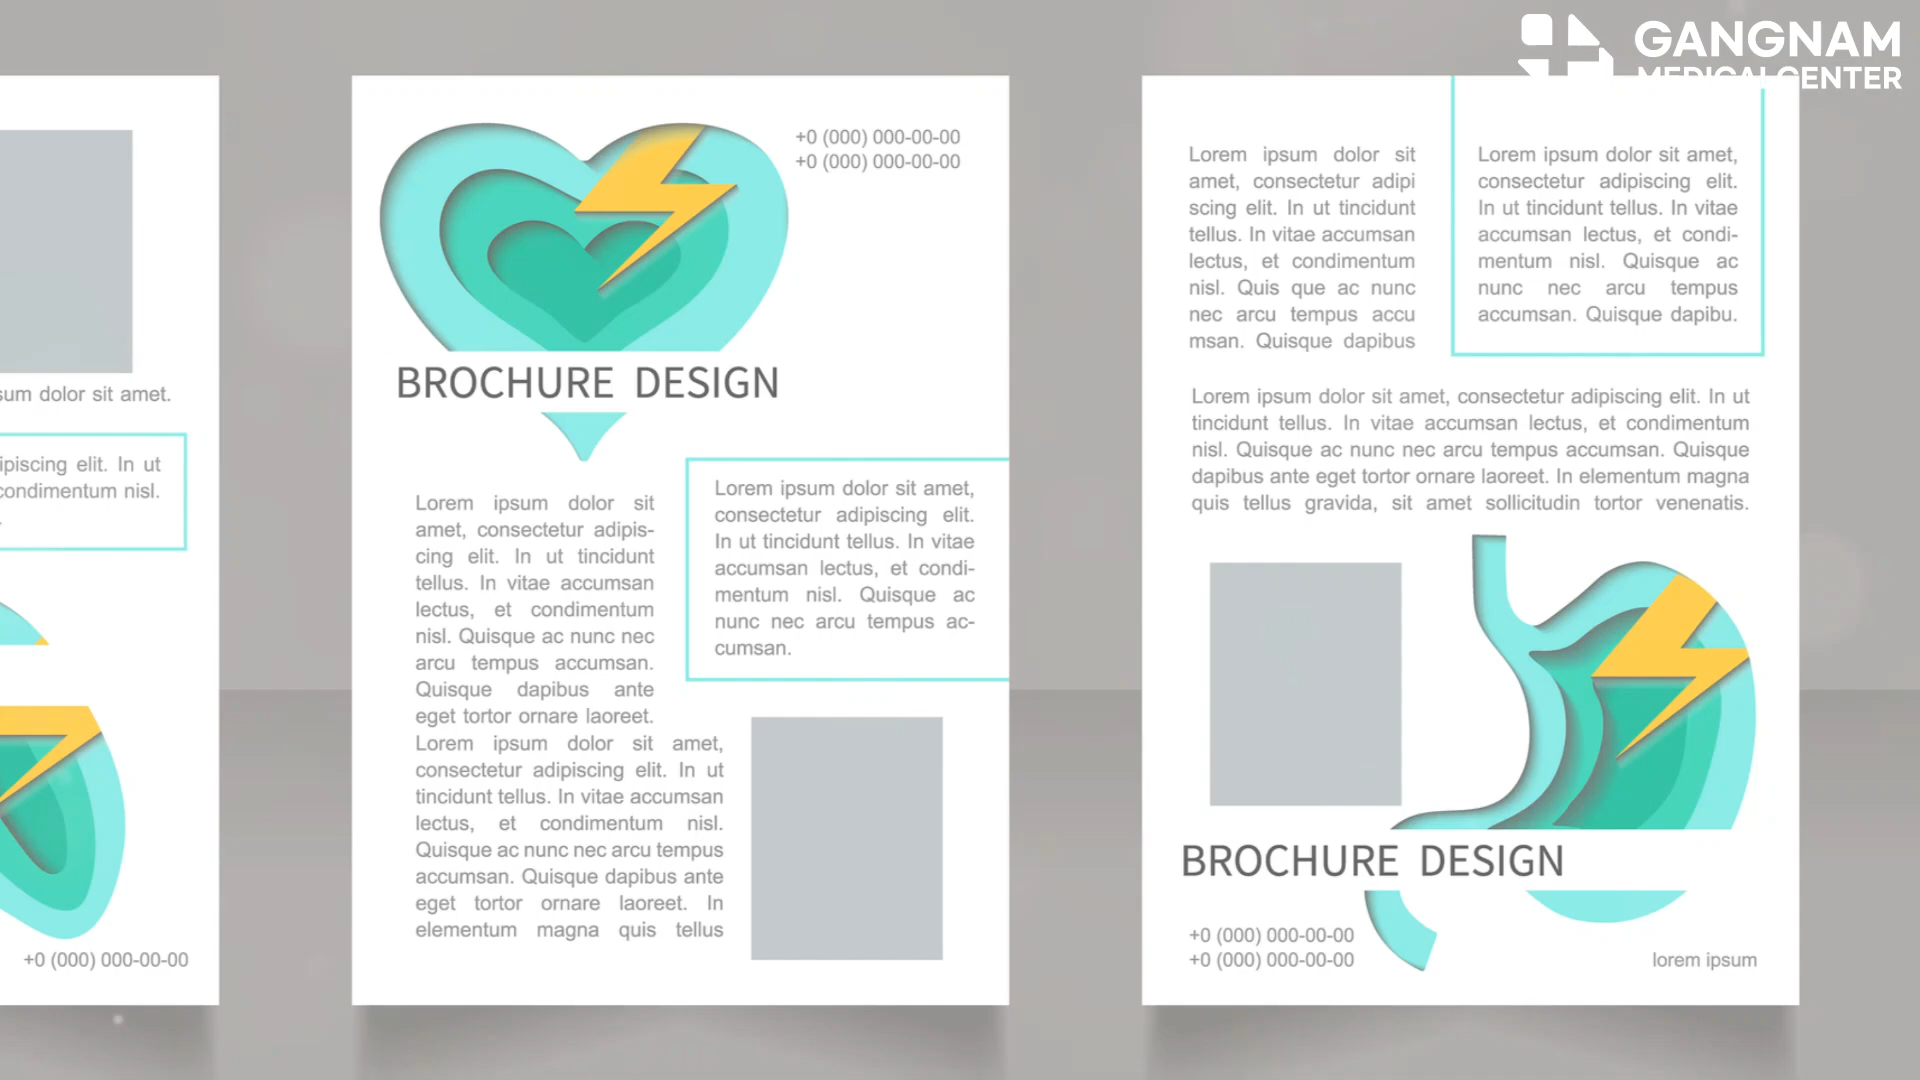 GANGNAM
MEDICAL CENTER
sum dolor sit amet.
ipiscing elit. In ut
condimentum nisl.
+0 (000) 000-00-00
+0 (000) 000-00-00
+0 (000) 000-00-00
BROCHURE DESIGN
Lorem ipsum dolor sit
amet, consectetur adipis-
cing elit. In ut tincidunt
tellus. In vitae accumsan
lectus, et condimentum
nisl. Quisque ac nunc nec
arcu tempus accumsan.
Quisque dapibus ante
eget tortor ornare laoreet.
Lorem ipsum dolor sit amet,
consectetur adipiscing elit. In ut
tincidunt tellus. In vitae accumsan
lectus, et condimentum nisl.
Quisque ac nunc nec arcu tempus
accumsan. Quisque dapibus ante
eget tortor ornare laoreet. In
elementum magna quis tellus
Lorem ipsum dolor sit amet,
consectetur adipiscing elit.
In ut tincidunt tellus. In vitae
accumsan lectus, et condi-
mentum nisl. Quisque ac
nunc nec arcu tempus ac-
cumsan.
Lorem ipsum dolor sit
amet, consectetur adipi
scing elit. In ut tincidunt
tellus. In vitae accumsan
lectus, et condimentum
nisl. Quis que ac nunc
nec arcu tempus accu
msan. Quisque dapibus
Lorem ipsum dolor sit amet,
consectetur adipiscing elit.
In ut tincidunt tellus. In vitae
accumsan lectus, et condi-
mentum nisl. Quisque ac
nunc nec arcu tempus
accumsan. Quisque dapibu.
Lorem ipsum dolor sit amet, consectetur adipiscing elit. In ut
tincidunt tellus. In vitae accumsan lectus, et condimentum
nisl. Quisque ac nunc nec arcu tempus accumsan. Quisque
dapibus ante eget tortor ornare laoreet. In elementum magna
quis tellus gravida, sit amet sollicitudin tortor venenatis.
BROCHURE DESIGN
+0 (000) 000-00-00
+0 (000) 000-00-00
lorem ipsum